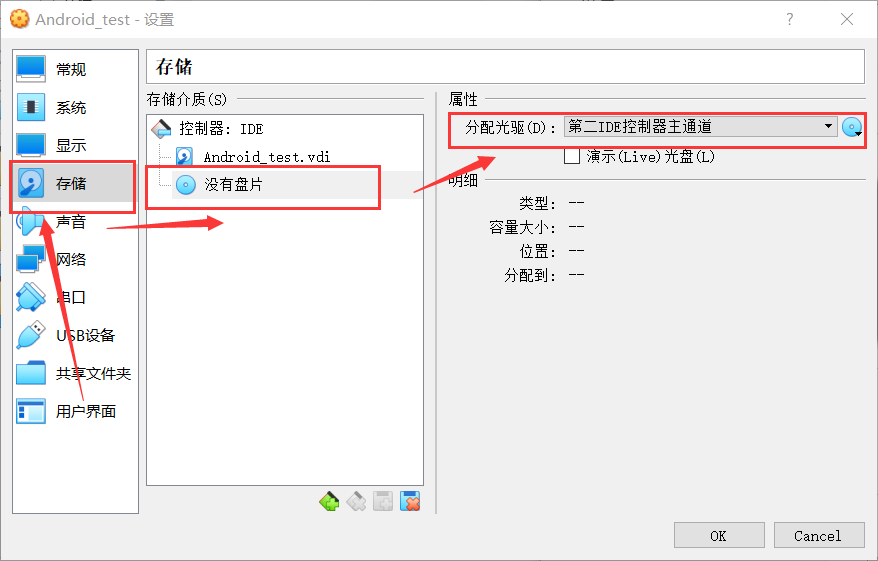 Android_test - 设置
?
常规
系统
显示
存储
声音
网络
串口
USB设备
共享文件夹
用户界面
存储
存储介质(S)
控制器: IDE
Android_test.vdi
没有盘片
属性
分配光驱(D): 第二IDE控制器主通道
演示(Live)光盘(L)
明细
类型: --
容量大小: --
位置: --
分配到: --
OK
Cancel